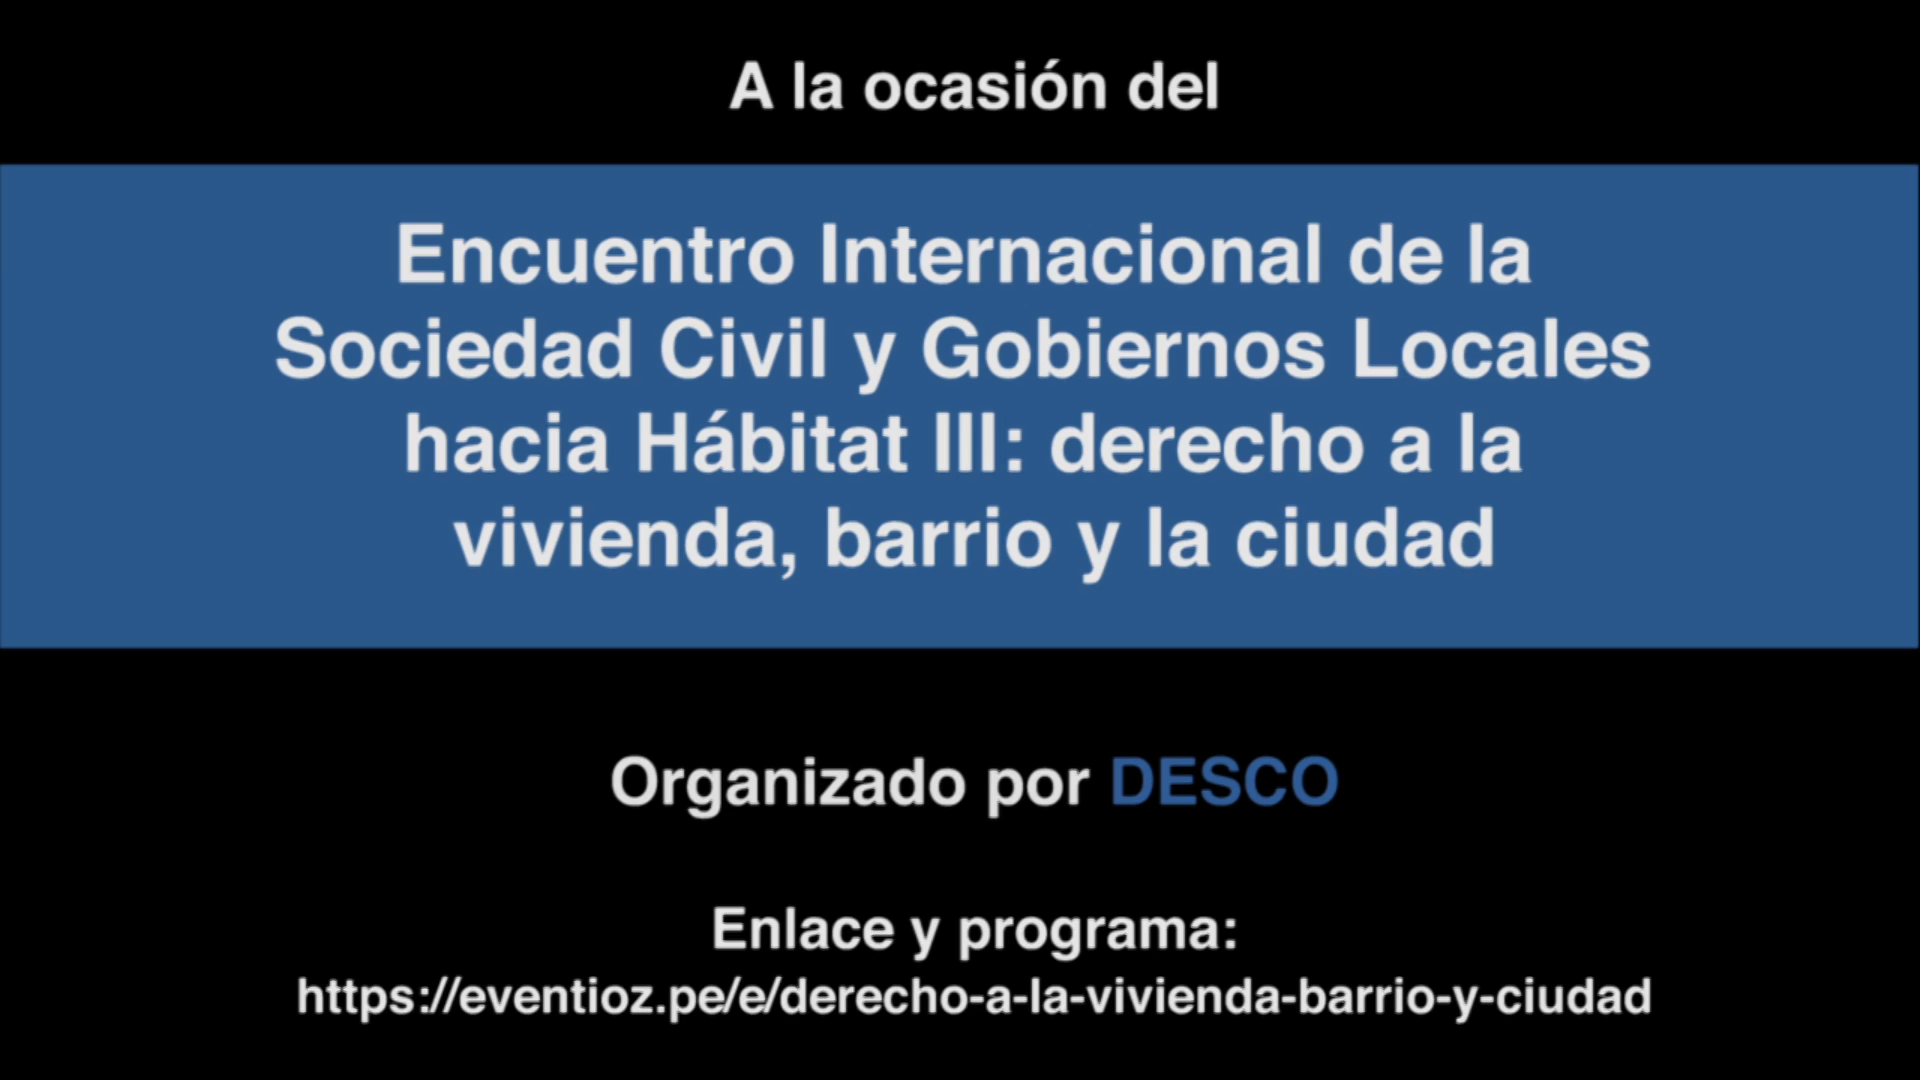 A la ocasión del
Encuentro Internacional de la
Sociedad Civil y Gobiernos Locales
hacia Hábitat III: derecho a la
vivienda, barrio y la ciudad
Organizado por DESCO
Enlace y programa:
https://eventioz.pe/e/derecho-a-la-vivienda-barrio-y-ciudad